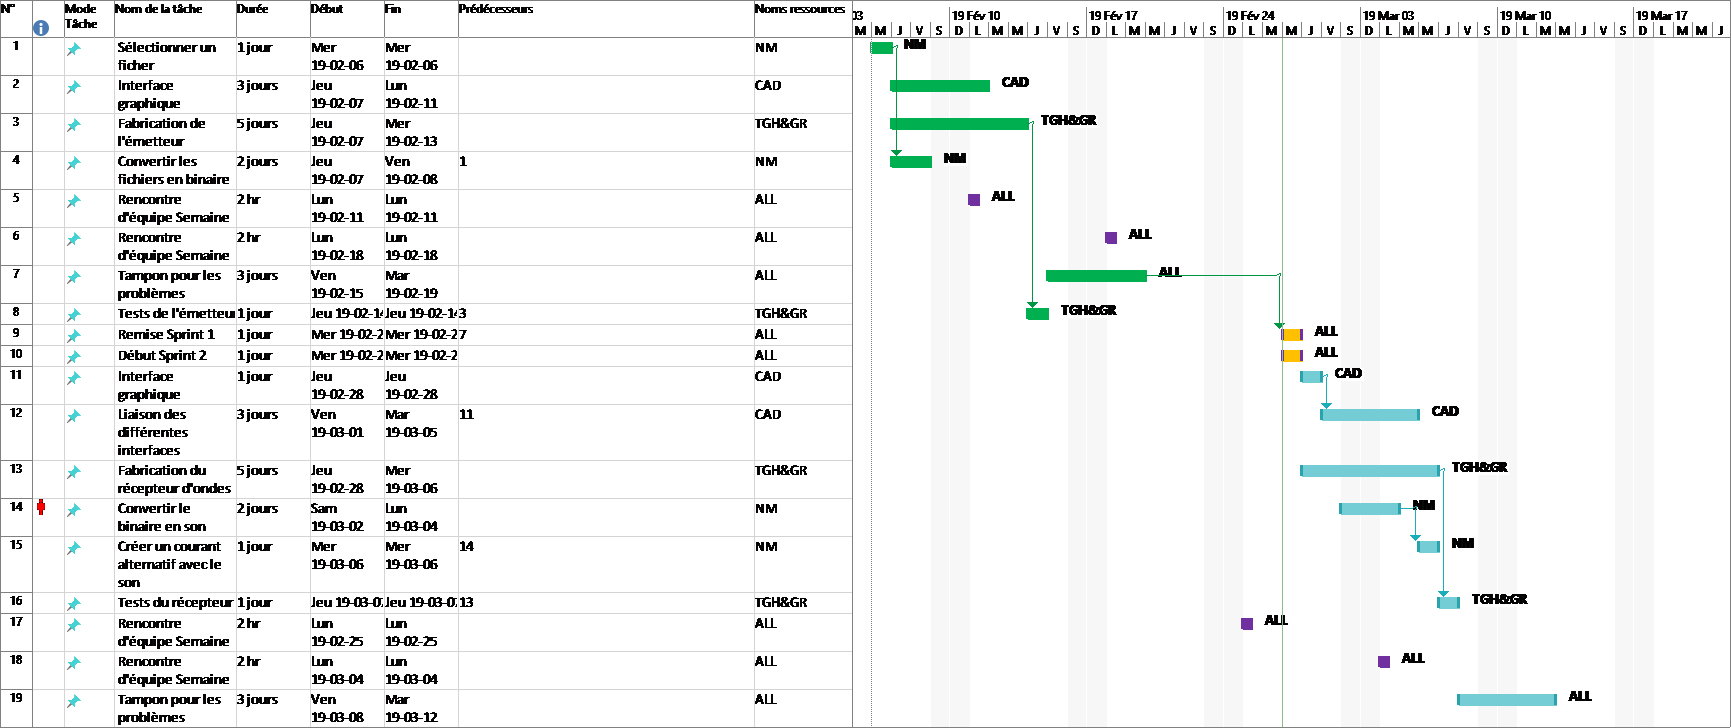 N° Mode Tâche Nom de la tâche Durée Début Fin Prédécesseurs Noms ressources
03 19 Fév 10 19 Fév 17 19 Fév 24 19 Mar 03 19 Mar 10 19 Mar 17
M M J V S D L M M J V S D L M M J V S D L M M J V S D L M M J V S D L M M J V S D L M M J
1 Sélectionner un 1 jour Mer Mer NM NM
ficher 19-02-06 19-02-06
2 Interface 3 jours Jeu Lun CAD CAD
graphique 19-02-07 19-02-11
3 Fabrication de 5 jours Jeu Mer TGH&GR TGH&GR
l'émetteur 19-02-07 19-02-13
4 Convertir les 2 jours Jeu Ven 1 NM NM
fichiers en binaire 19-02-07 19-02-08
5 Rencontre 2 hr Lun Lun ALL ALL
d'équipe Semaine 19-02-11 19-02-11
6 Rencontre 2 hr Lun Lun ALL ALL
d'équipe Semaine 19-02-18 19-02-18
7 Tampon pour les 3 jours Ven Mar ALL ALL
problèmes 19-02-15 19-02-19
8 Tests de l'émetteur 1 jour Jeu 19-02-14 Jeu 19-02-14 3 TGH&GR TGH&GR
9 Remise Sprint 1 1 jour Mer 19-02-2 Mer 19-02-2 7 ALL ALL
10 Début Sprint 2 1 jour Mer 19-02-2 Mer 19-02-2 ALL ALL
11 Interface 1 jour Jeu Jeu CAD CAD
graphique 19-02-28 19-02-28
12 Liaison des 3 jours Ven Mar 11 CAD CAD
différentes 19-03-01 19-03-05
interfaces
13 Fabrication du 5 jours Jeu Mer TGH&GR TGH&GR
récepteur d'ondes 19-02-28 19-03-06
14 Convertir le 2 jours Sam Lun NM NM
binaire en son 19-03-02 19-03-04
15 Créer un courant 1 jour Mer Mer 14 NM NM
alternatif avec le 19-03-06 19-03-06
son
16 Tests du récepteur 1 jour Jeu 19-03-07 Jeu 19-03-07 13 TGH&GR TGH&GR
17 Rencontre 2 hr Lun Lun ALL ALL
d'équipe Semaine 19-02-25 19-02-25
18 Rencontre 2 hr Lun Lun ALL ALL
d'équipe Semaine 19-03-04 19-03-04
19 Tampon pour les 3 jours Ven Mar ALL ALL
problèmes 19-03-08 19-03-12